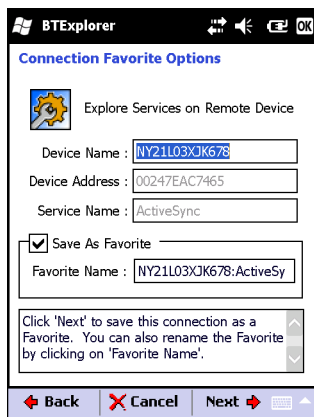 BTExplorer
OK
Connection Favorite Options
Explore Services on Remote Device
Device Name : NY21L03XJK678
Device Address : 00247EAC7465
Service Name : ActiveSync
Save As Favorite
Favorite Name : NY21L03XJK678:ActiveSy
Click 'Next' to save this connection as a
Favorite. You can also rename the Favorite
by clicking on 'Favorite Name'.
Back Cancel Next